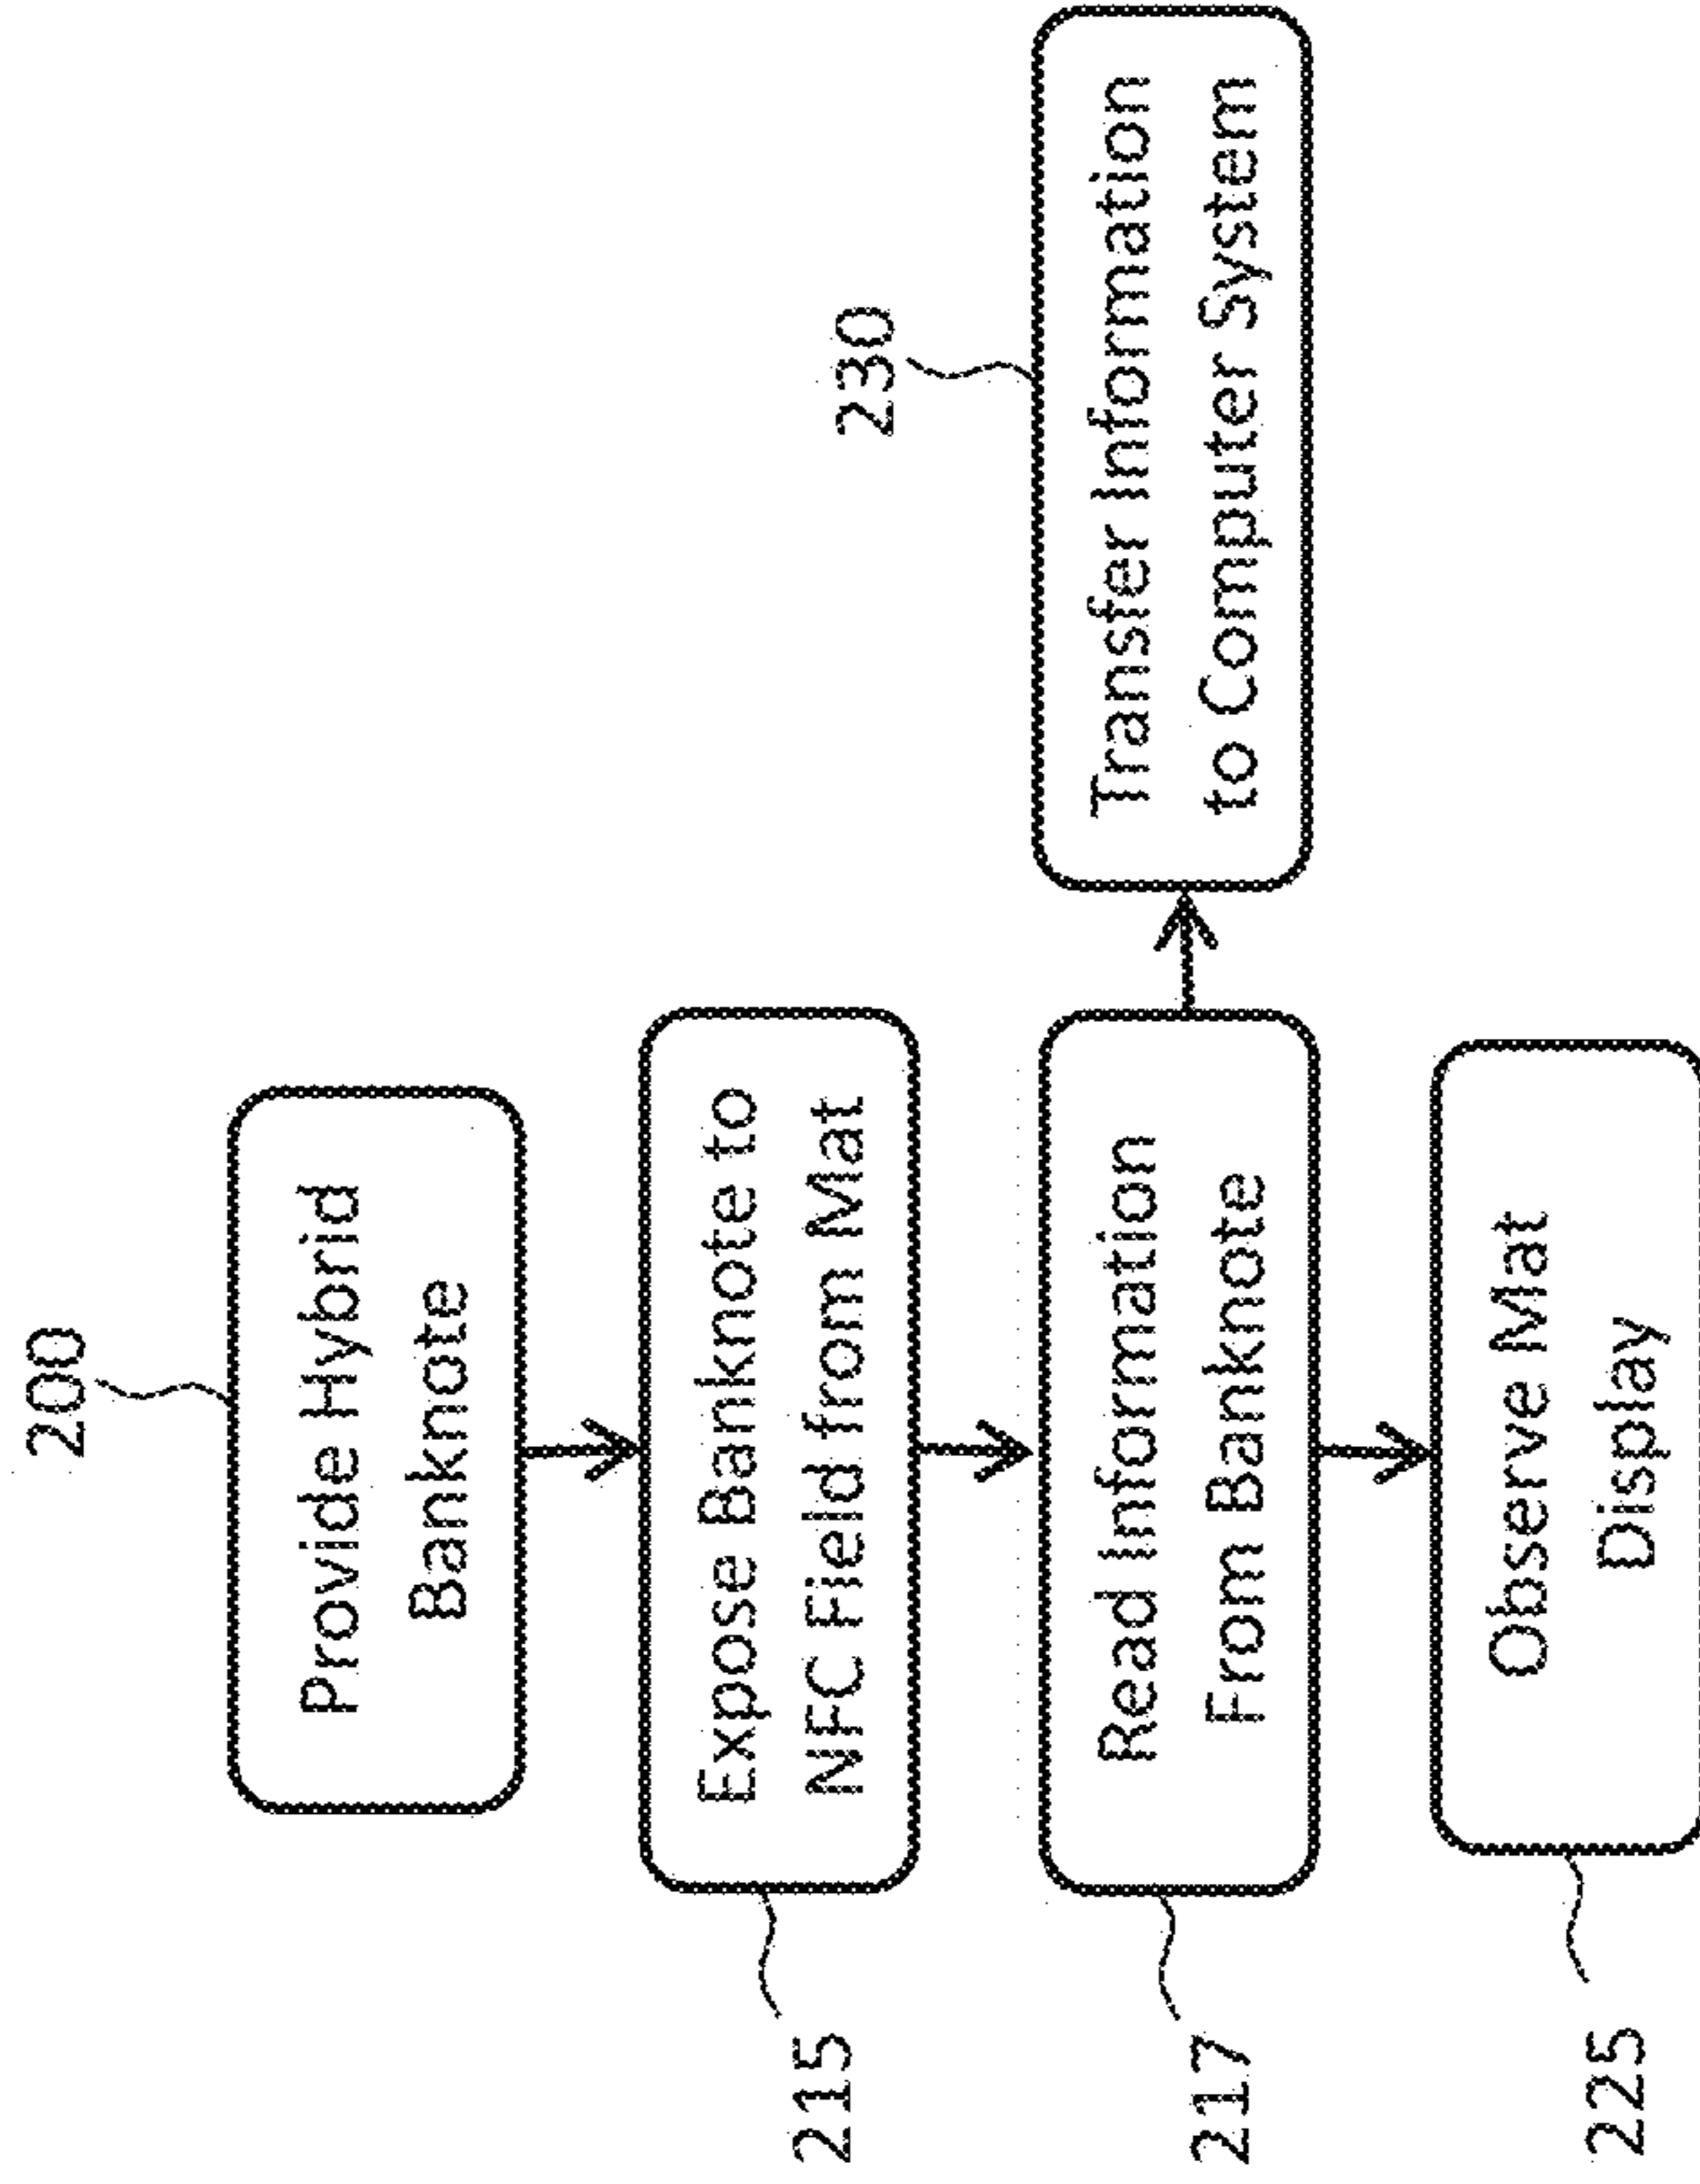 200
Provide Hybrid
Banknote
215
Expose Banknote to
NFC Field from Mat
217
Read Information
From Banknote
230
Transfer Information
to Computer System
225
Observe Mat
Display